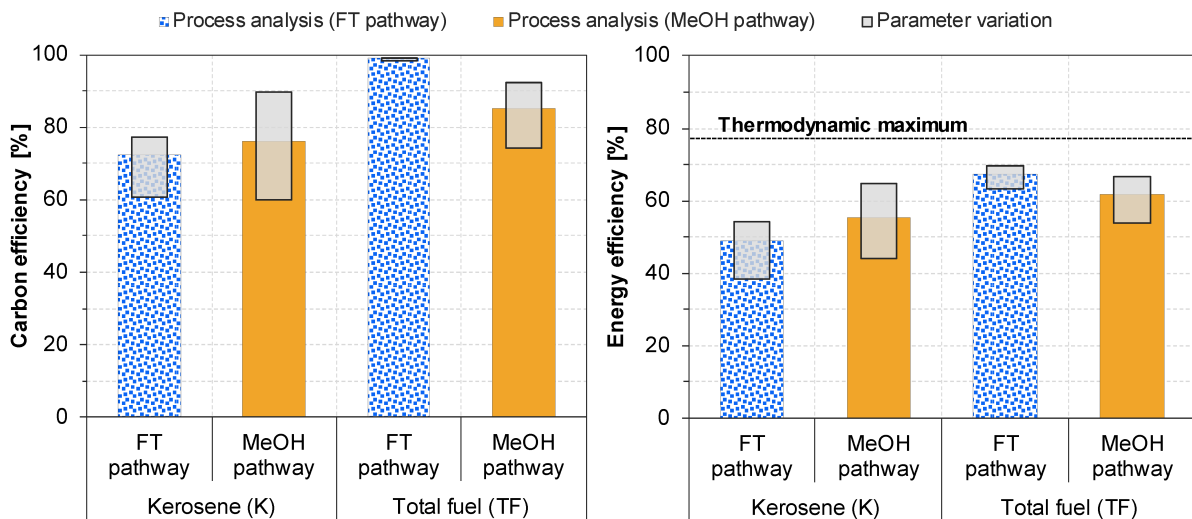 Process analysis (FT pathway)
Process analysis (MeOH pathway)
Parameter variation
Carbon efficiency [%]
100
80
60
40
20
0
FT
pathway
MeOH
pathway
FT
pathway
MeOH
pathway
Kerosene (K)
Total fuel (TF)
Energy efficiency [%]
100
80
60
40
20
0
Thermodynamic maximum
FT
pathway
MeOH
pathway
FT
pathway
MeOH
pathway
Kerosene (K)
Total fuel (TF)